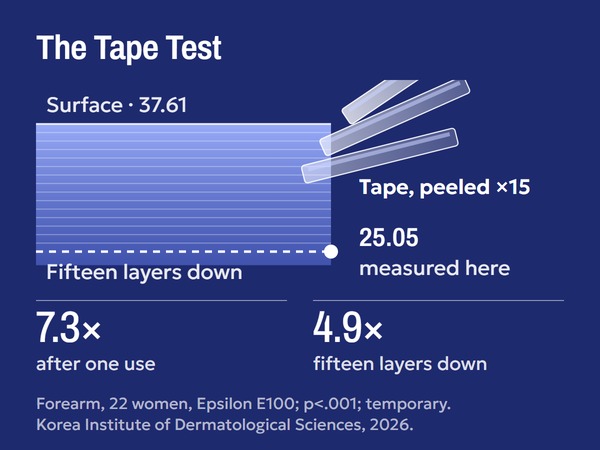 The Tape Test
Surface · 37.61
Tape, peeled ×15
25.05
measured here
Fifteen layers down
7.3×
after one use
4.9×
fifteen layers down
Forearm, 22 women, Epsilon E100; p<.001; temporary.
Korea Institute of Dermatological Sciences, 2026.